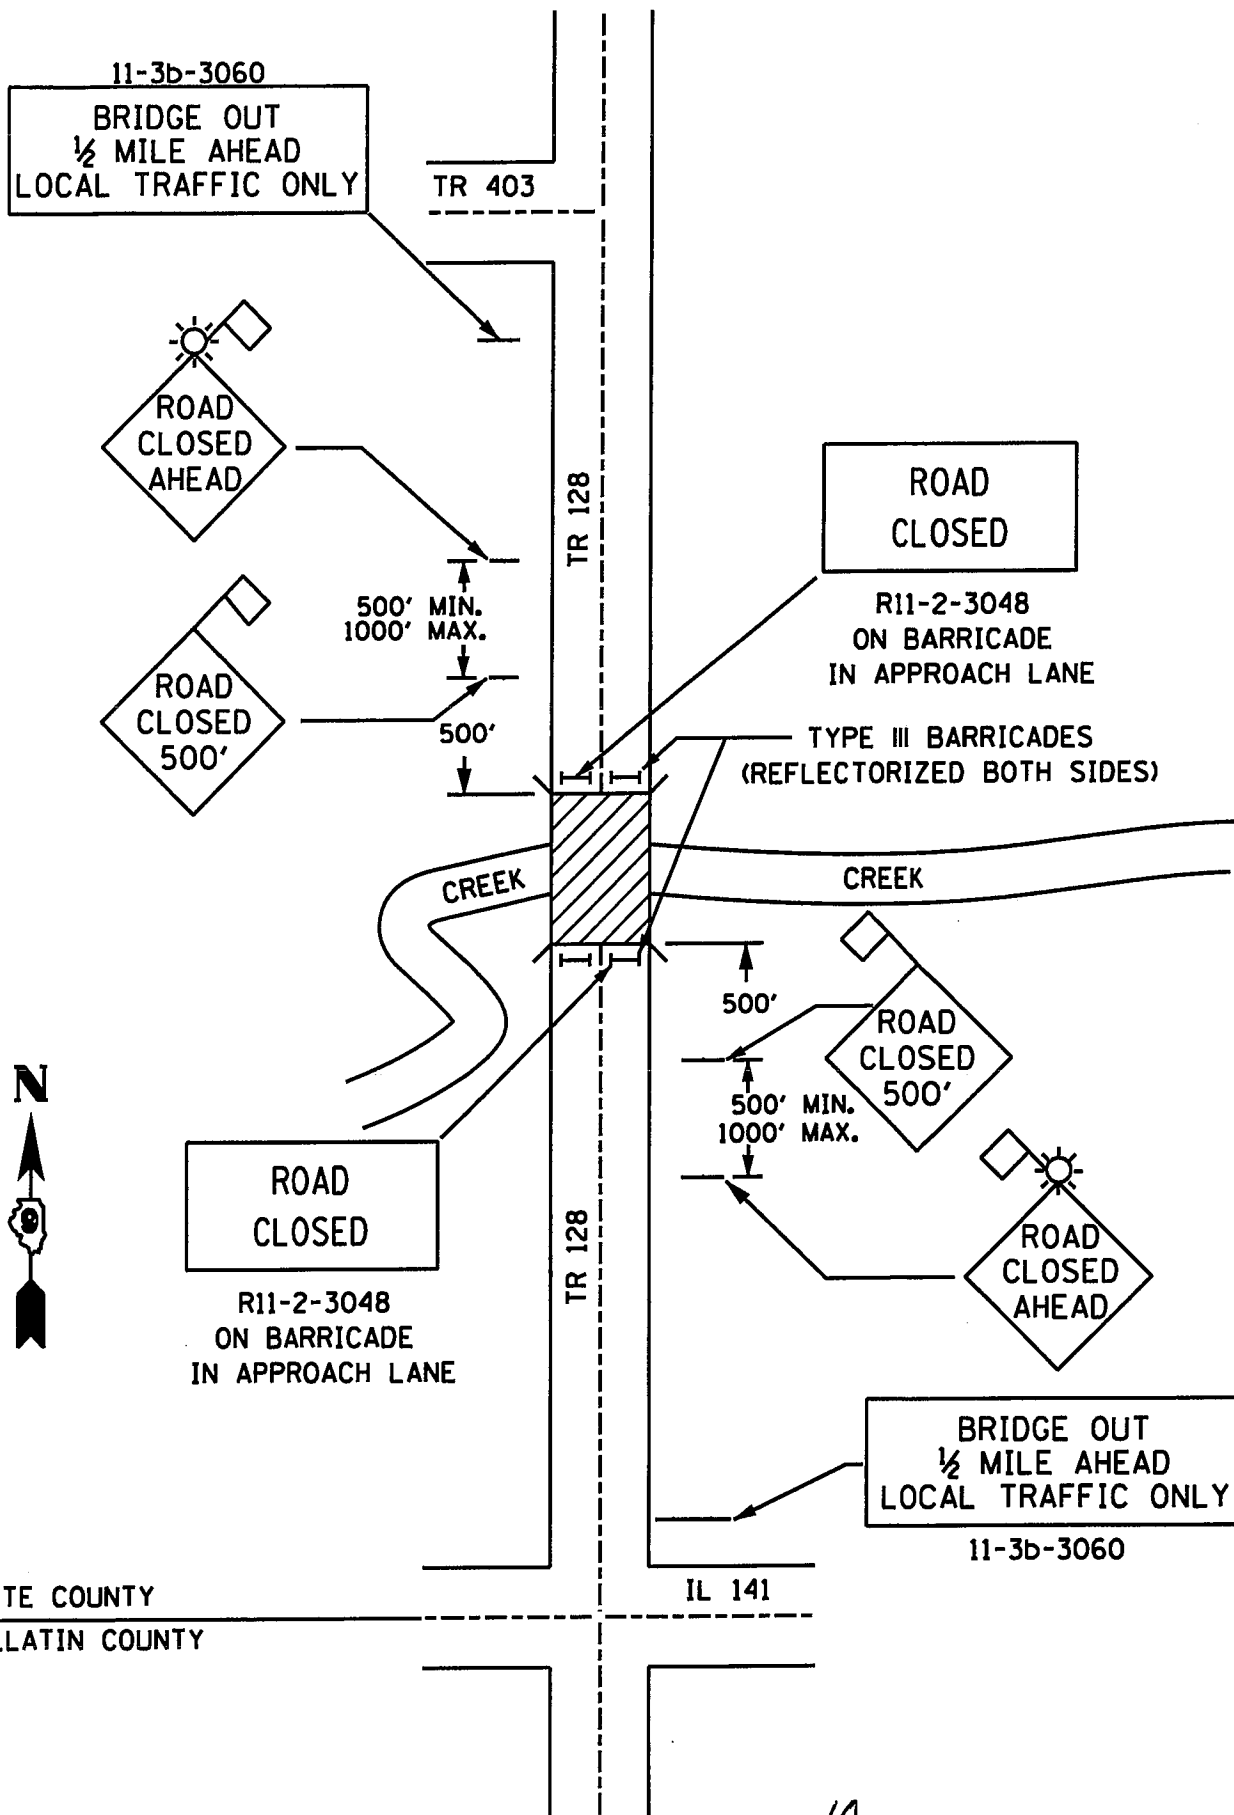 11-3b-3060
BRIDGE OUT
½ MILE AHEAD
LOCAL TRAFFIC ONLY
TR 403
ROAD
CLOSED
AHEAD
TR 128
ROAD
CLOSED
R11-2-3048
ON BARRICADE
IN APPROACH LANE
500' MIN.
1000' MAX.
ROAD
CLOSED
500'
500'
TYPE III BARRICADES
(REFLECTORIZED BOTH SIDES)
CREEK
CREEK
500'
ROAD
CLOSED
500'
500' MIN.
1000' MAX.
N
9
ROAD
CLOSED
R11-2-3048
ON BARRICADE
IN APPROACH LANE
TR 128
ROAD
CLOSED
AHEAD
BRIDGE OUT
½ MILE AHEAD
LOCAL TRAFFIC ONLY
11-3b-3060
TE COUNTY
LLATIN COUNTY
IL 141